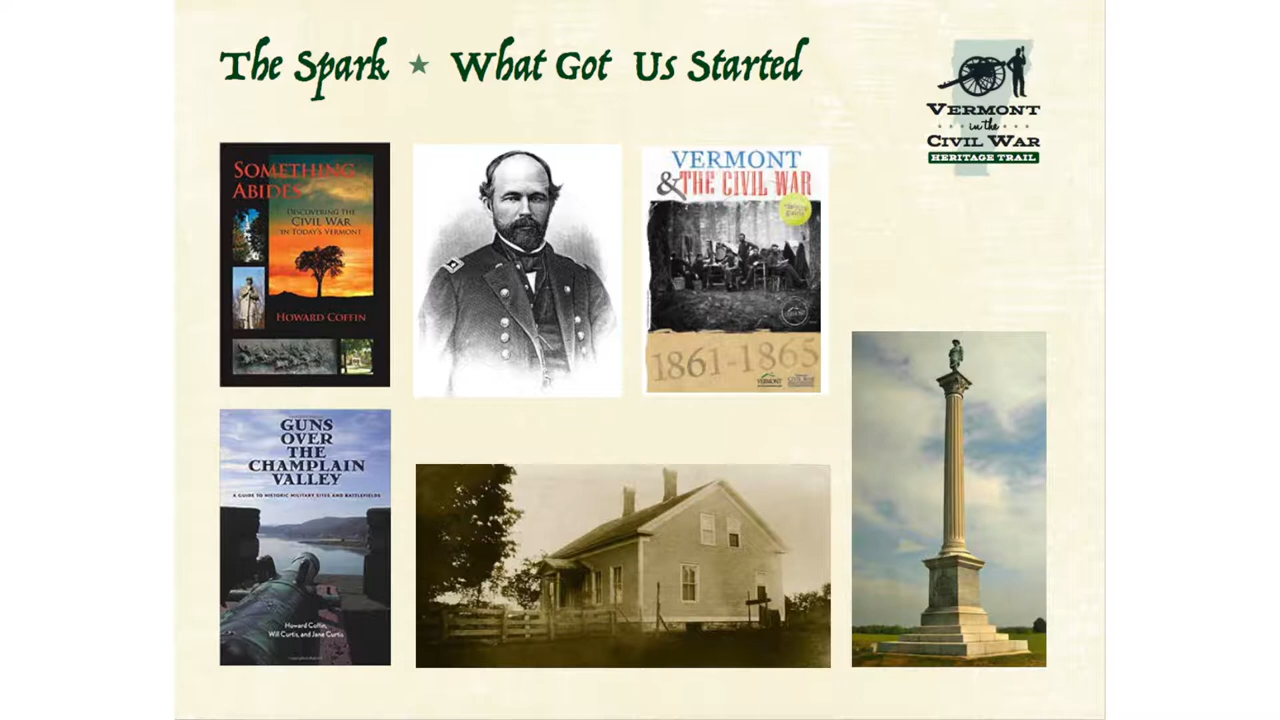 The Spark ★ What Got Us Started
VERMONT
in the
CIVIL WAR
HERITAGE TRAIL
SOMETHING
ABIDES
DISCOVERING THE
CIVIL WAR
IN TODAY'S VERMONT
HOWARD COFFIN
VERMONT
& THE CIVIL WAR
1861-1865
VERMONT
GUNS
OVER
THE
CHAMPLAIN
VALLEY
A GUIDE TO HISTORIC MILITARY SITES AND BATTLEFIELDS
Howard Coffin,
Will Curtis, and Jane Curtis